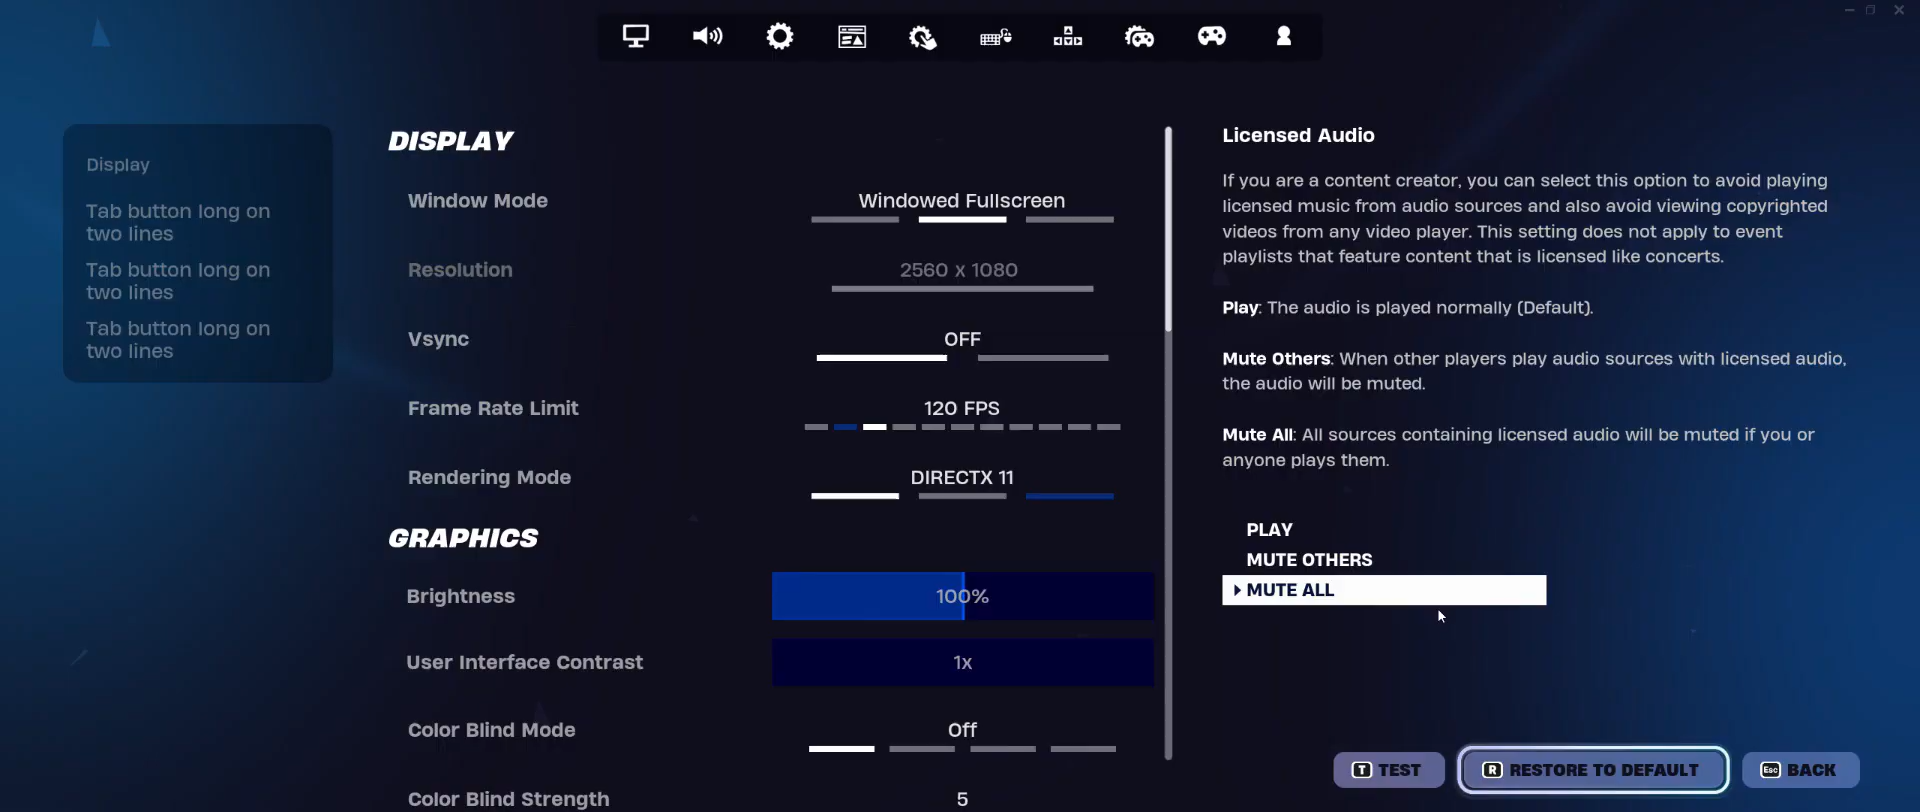 DISPLAY
Display
Tab button long on
two lines
Tab button long on
two lines
Tab button long on
two lines
Window Mode
Windowed Fullscreen
Resolution
2560 x 1080
Vsync
OFF
Frame Rate Limit
120 FPS
Rendering Mode
DIRECTX 11
GRAPHICS
Brightness
100%
User Interface Contrast
1x
Color Blind Mode
Off
Color Blind Strength
5
Licensed Audio
If you are a content creator, you can select this option to avoid playing
licensed music from audio sources and also avoid viewing copyrighted
videos from any video player. This setting does not apply to event
playlists that feature content that is licensed like concerts.
Play: The audio is played normally (Default).
Mute Others: When other players play audio sources with licensed audio,
the audio will be muted.
Mute All: All sources containing licensed audio will be muted if you or
anyone plays them.
PLAY
MUTE OTHERS
MUTE ALL
T TEST
R RESTORE TO DEFAULT
Esc BACK